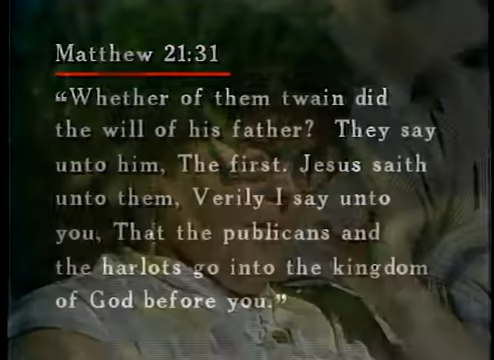 Matthew 21:31
“Whether of them twain did
the will of his father?  They say
unto him, The first. Jesus saith
unto them, Verily I say unto
you, That the publicans and
the harlots go into the kingdom
of God before you.”